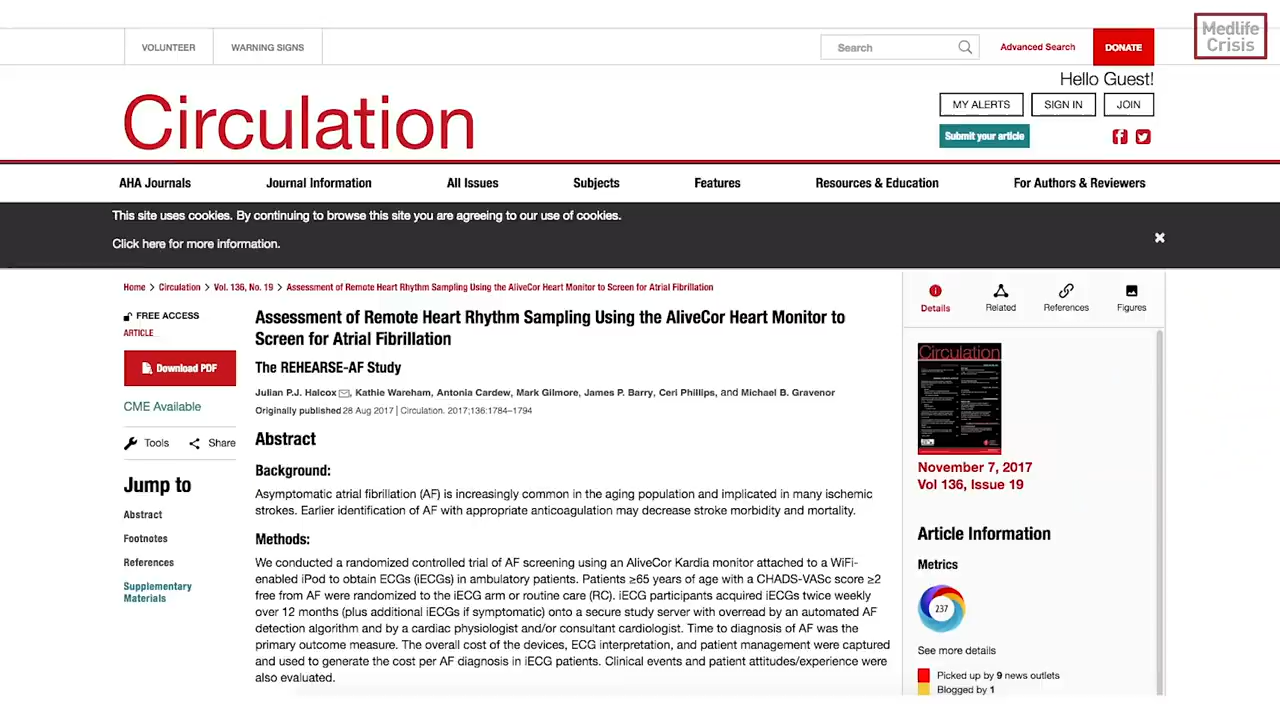 VOLUNTEER
WARNING SIGNS
Search
Advanced Search
DONATE
Medlife
Crisis
Hello Guest!
MY ALERTS
SIGN IN
JOIN
Submit your article
Circulation
AHA Journals
Journal Information
All Issues
Subjects
Features
Resources & Education
For Authors & Reviewers
This site uses cookies. By continuing to browse this site you are agreeing to our use of cookies.
Click here for more information.
Home > Circulation > Vol. 136, No. 19 > Assessment of Remote Heart Rhythm Sampling Using the AliveCor Heart Monitor to Screen for Atrial Fibrillation
FREE ACCESS
ARTICLE
Download PDF
CME Available
Tools
Share
Jump to
Abstract
Footnotes
References
Supplementary
Materials
Assessment of Remote Heart Rhythm Sampling Using the AliveCor Heart Monitor to
Screen for Atrial Fibrillation
The REHEARSE-AF Study
Julian P.J. Halcox, Kathie Wareham, Antonia Cardew, Mark Gilmore, James P. Barry, Ceri Phillips, and Michael B. Gravenor
Originally published 28 Aug 2017 | Circulation. 2017;136:1784–1794
Abstract
Background:
Asymptomatic atrial fibrillation (AF) is increasingly common in the aging population and implicated in many ischemic
strokes. Earlier identification of AF with appropriate anticoagulation may decrease stroke morbidity and mortality.
Methods:
We conducted a randomized controlled trial of AF screening using an AliveCor Kardia monitor attached to a WiFi-
enabled iPod to obtain ECGs (iECGs) in ambulatory patients. Patients ≥65 years of age with a CHADS-VASc score ≥2
free from AF were randomized to the iECG arm or routine care (RC). iECG participants acquired iECGs twice weekly
over 12 months (plus additional iECGs if symptomatic) onto a secure study server with overread by an automated AF
detection algorithm and by a cardiac physiologist and/or consultant cardiologist. Time to diagnosis of AF was the
primary outcome measure. The overall cost of the devices, ECG interpretation, and patient management were captured
and used to generate the cost per AF diagnosis in iECG patients. Clinical events and patient attitudes/experience were
also evaluated.
Details
Related
References
Figures
Circulation
November 7, 2017
Vol 136, Issue 19
Article Information
Metrics
237
See more details
Picked up by 9 news outlets
Blogged by 1